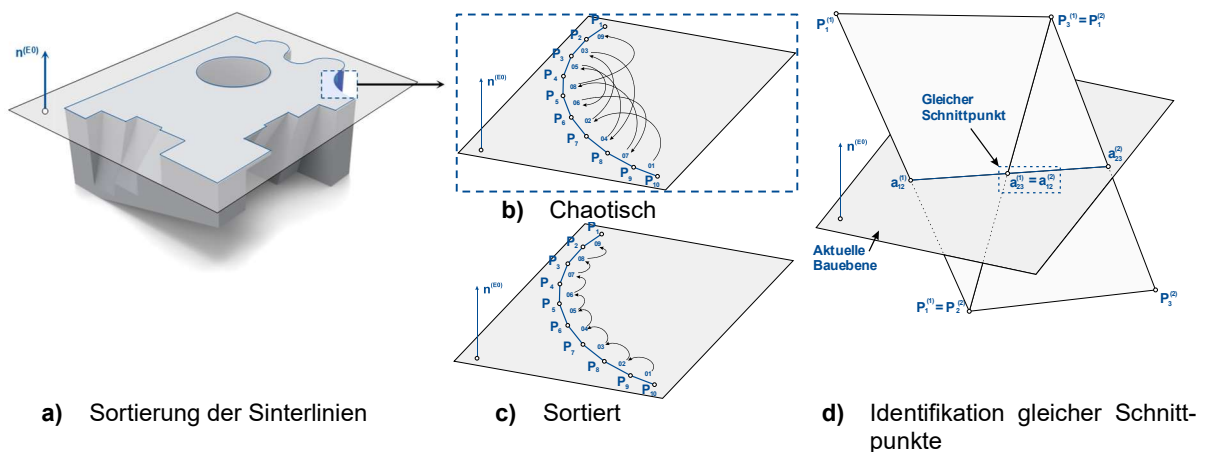 n(E0)
a) Sortierung der Sinterlinien
n(E0)
P1
P2
P3
P4
P5
P6
P7
P8
P9
P10
09
03
05
08
06
02
04
07
01
b) Chaotisch
n(E0)
P1
P2
P3
P4
P5
P6
P7
P8
P9
P10
09
08
07
06
05
04
03
02
01
c) Sortiert
P1(1)
P3(1) = P1(2)
Gleicher
Schnittpunkt
n(E0)
a23(2)
a12(1)
a23(1) = a12(2)
Aktuelle
Bauebene
P1(1) = P2(2)
P3(2)
d) Identifikation gleicher Schnitt-
punkte